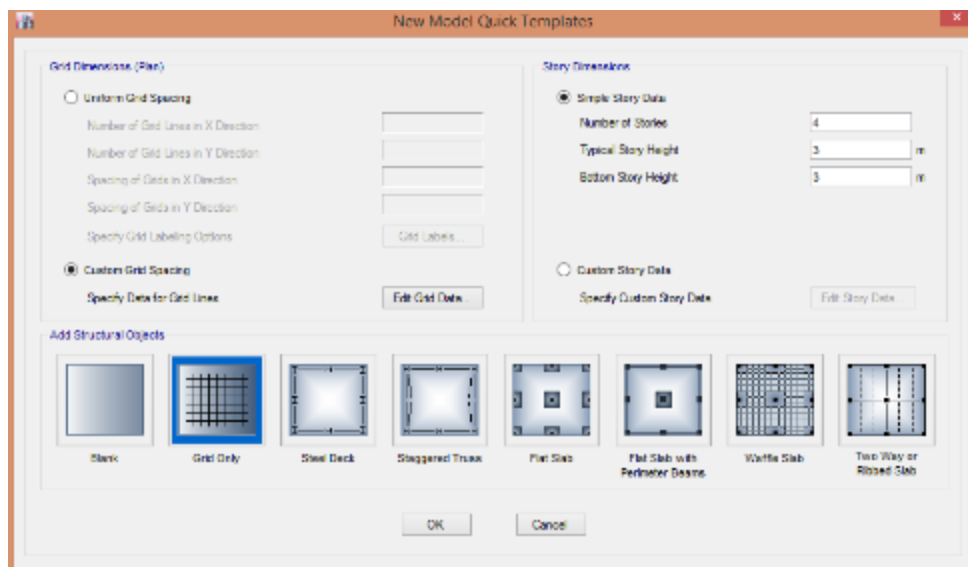 New Model Quick Templates
Grid Dimensions (Plan)
Uniform Grid Spacing
Number of Grid Lines in X Direction
Number of Grid Lines in Y Direction
Spacing of Grids in X Direction
Spacing of Grids in Y Direction
Specify Grid Labeling Options
Grid Labels...
Custom Grid Spacing
Specify Data for Grid Lines
Edit Grid Data...
Story Dimensions
Simple Story Data
Number of Stories 4
Typical Story Height 3 m
Bottom Story Height 3 m
Custom Story Data
Specify Custom Story Data
Edit Story Data...
Add Structural Objects
Blank
Grid Only
Steel Deck
Staggered Truss
Flat Slab
Flat Slab with
Perimeter Beams
Waffle Slab
Two Way or
Ribbed Slab
OK
Cancel